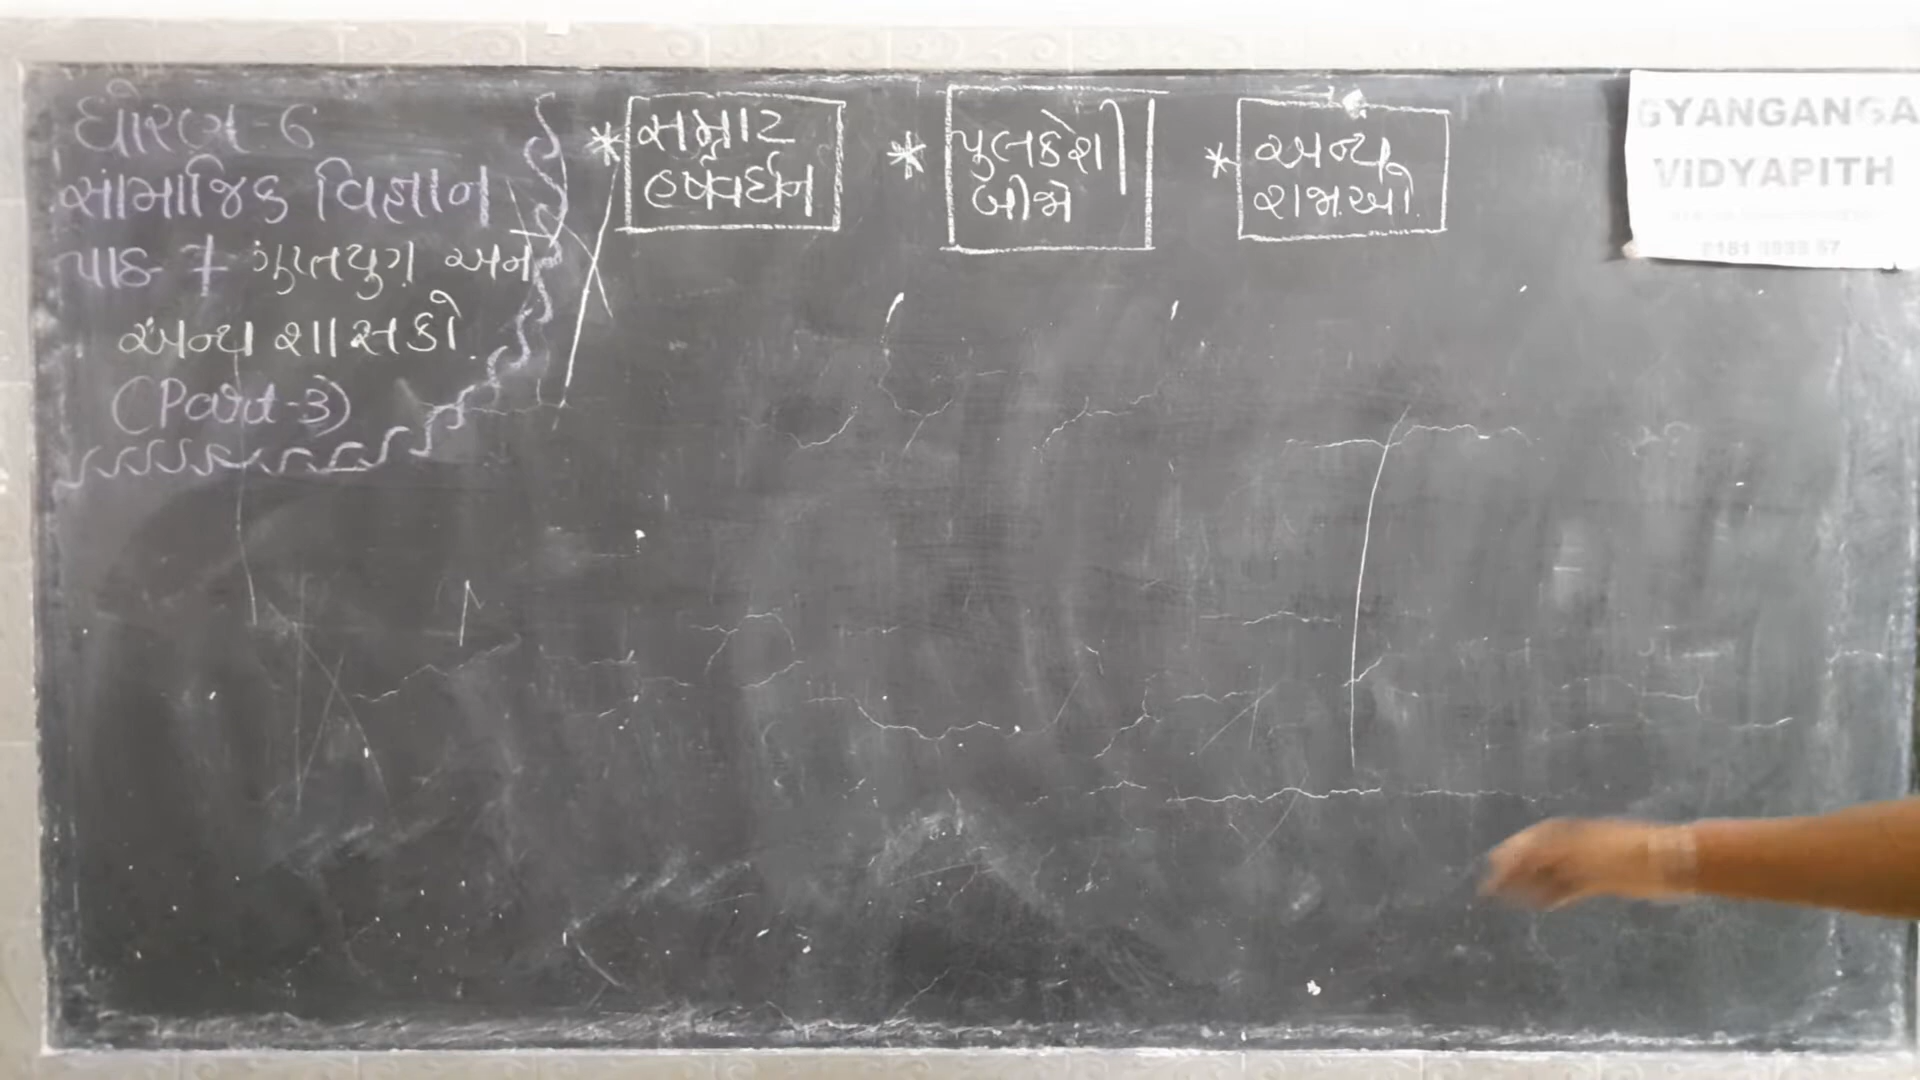 ધોરણ-6
સામાજિક વિજ્ઞાન
પાઠ 7 ગુપ્તયુગ અને
અન્ય શાસકો.
(Part-3)
* સમ્રાટ
હર્ષવર્ધન
* પુલકેશી
બીજો
* અન્ય
રાજાઓ.
GYANGANGA
VIDYAPITH